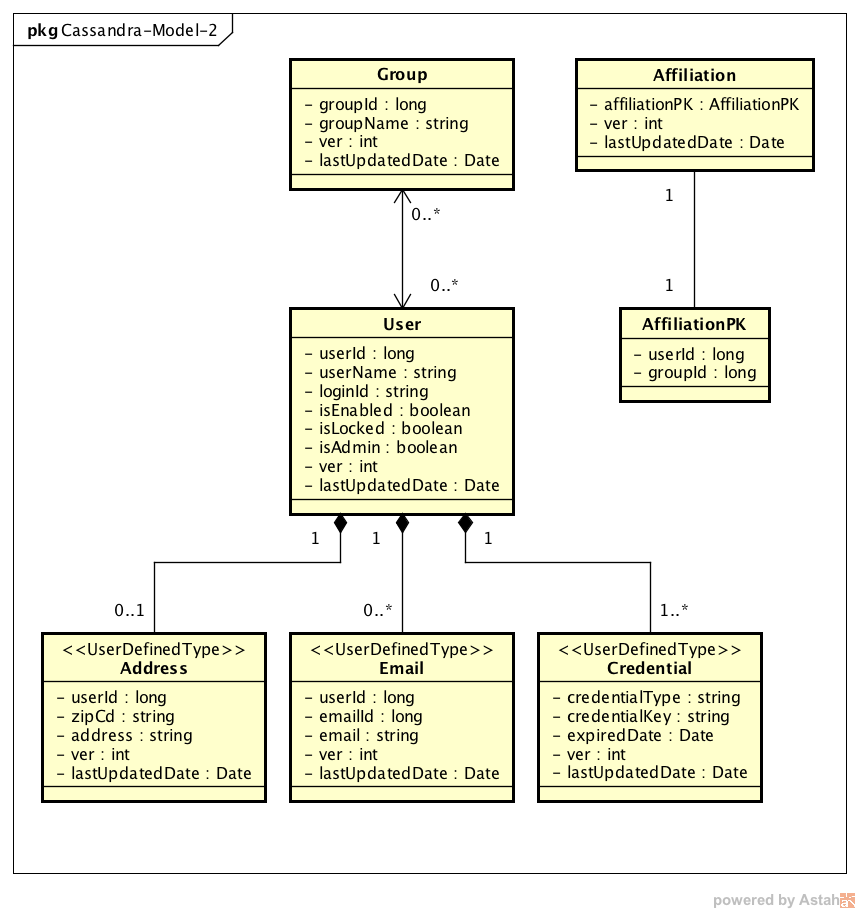 pkg Cassandra-Model-2
Group
- groupId : long
- groupName : string
- ver : int
- lastUpdatedDate : Date
Affiliation
- affiliationPK : AffiliationPK
- ver : int
- lastUpdatedDate : Date
0..*
0..*
1
1
User
- userId : long
- userName : string
- loginId : string
- isEnabled : boolean
- isLocked : boolean
- isAdmin : boolean
- ver : int
- lastUpdatedDate : Date
AffiliationPK
- userId : long
- groupId : long
1
1
1
0..1
0..*
1..*
<<UserDefinedType>>
Address
- userId : long
- zipCd : string
- address : string
- ver : int
- lastUpdatedDate : Date
<<UserDefinedType>>
Email
- userId : long
- emailId : long
- email : string
- ver : int
- lastUpdatedDate : Date
<<UserDefinedType>>
Credential
- credentialType : string
- credentialKey : string
- expiredDate : Date
- ver : int
- lastUpdatedDate : Date
powered by Astah